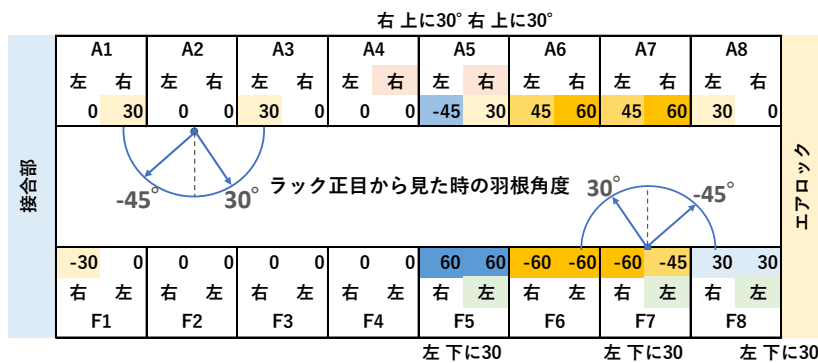 右 上に30° 右 上に30°
A1 A2 A3 A4 A5 A6 A7 A8
左 右 左 右 左 右 左 右 左 右 左 右 左 右 左 右
0 30 0 0 30 0 0 0 -45 30 45 60 45 60 30 0
接合部
-45° 30° ラック正目から見た時の羽根角度 30° -45°
エアロック
-30 0 0 0 0 0 0 0 60 60 -60 -60 -60 -45 30 30
右 左 右 左 右 左 右 左 右 左 右 左 右 左 右 左
F1 F2 F3 F4 F5 F6 F7 F8
左 下に30 左 下に30 左 下に30